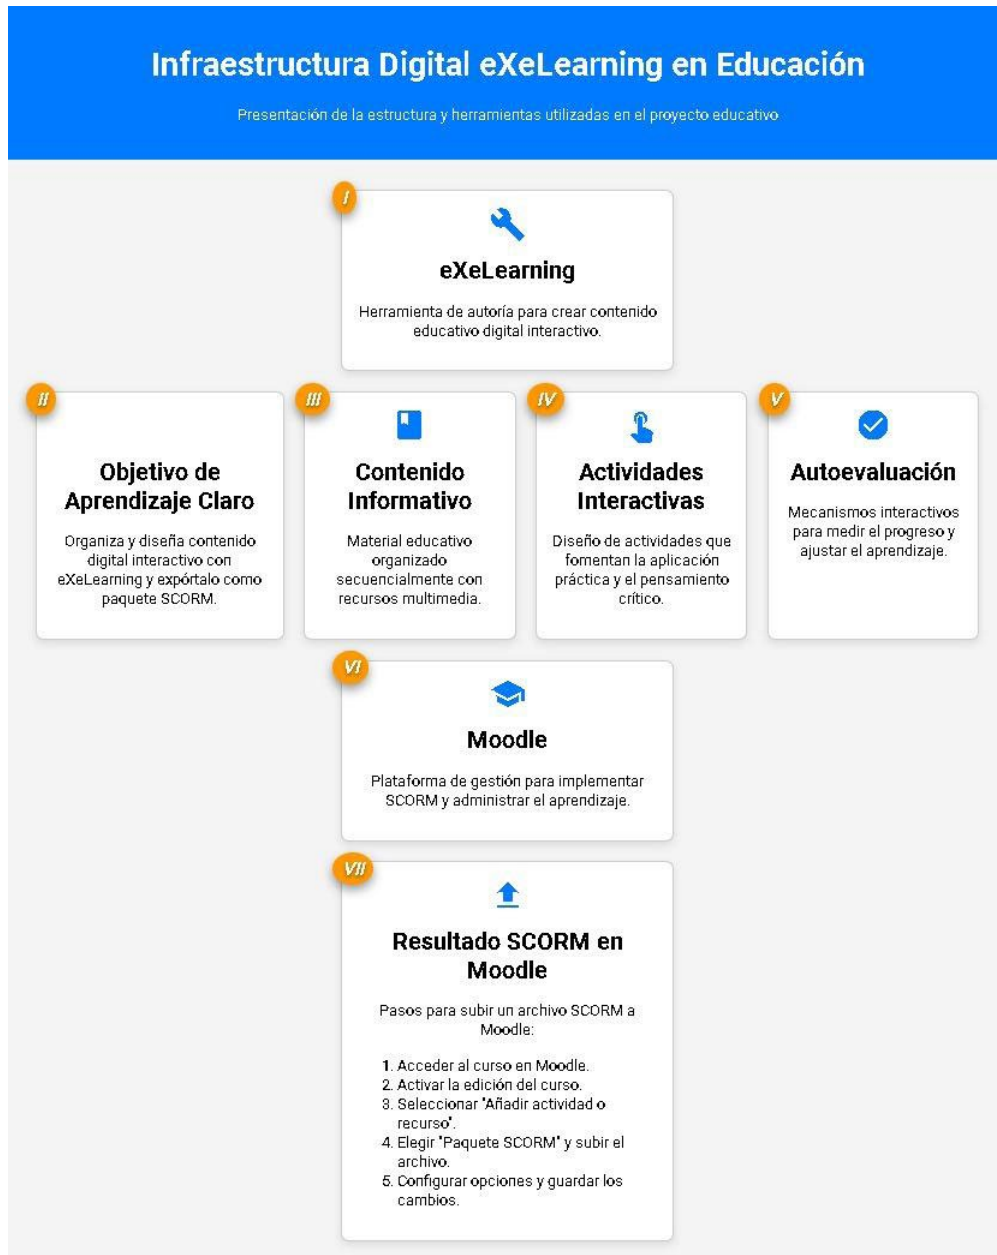 Infraestructura Digital eXeLearning en Educación
Presentación de la estructura y herramientas utilizadas en el proyecto educativo
I
eXeLearning
Herramienta de autoría para crear contenido
educativo digital interactivo.
II
Objetivo de
Aprendizaje Claro
Organiza y diseña contenido
digital interactivo con
eXeLearning y expórtalo como
paquete SCORM.
III
Contenido
Informativo
Material educativo
organizado
secuencialmente con
recursos multimedia.
IV
Actividades
Interactivas
Diseño de actividades que
fomentan la aplicación
práctica y el pensamiento
crítico.
V
Autoevaluación
Mecanismos interactivos
para medir el progreso y
ajustar el aprendizaje.
VI
Moodle
Plataforma de gestión para implementar
SCORM y administrar el aprendizaje.
VII
Resultado SCORM en
Moodle
Pasos para subir un archivo SCORM a
Moodle:
1. Acceder al curso en Moodle.
2. Activar la edición del curso.
3. Seleccionar "Añadir actividad o
recurso".
4. Elegir "Paquete SCORM" y subir el
archivo.
5. Configurar opciones y guardar los
cambios.